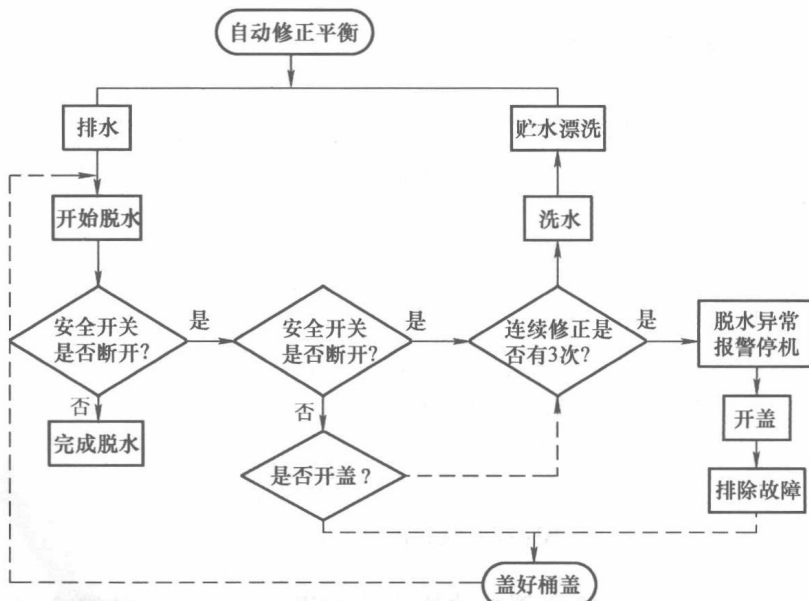 自动修正平衡
排水
贮水漂洗
开始脱水
洗水
安全开关
是否断开?
是
安全开关
是否断开?
是
连续修正是
否有3次?
是
脱水异常
报警停机
否
完成脱水
否
是否开盖?
开盖
排除故障
盖好桶盖